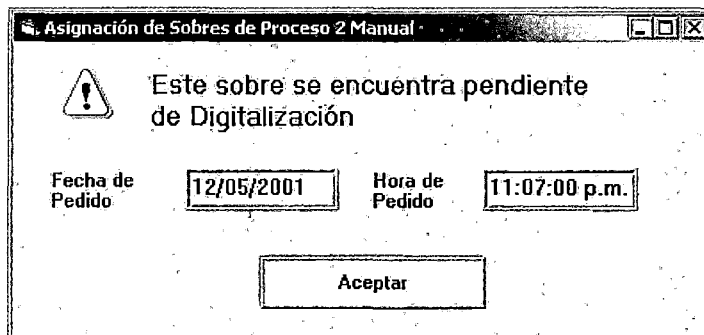 Asignación de Sobres de Proceso 2 Manual
Este sobre se encuentra pendiente
de Digitalización
Fecha de
Pedido
12/05/2001
Hora de
Pedido
11:07:00 p.m.
Aceptar